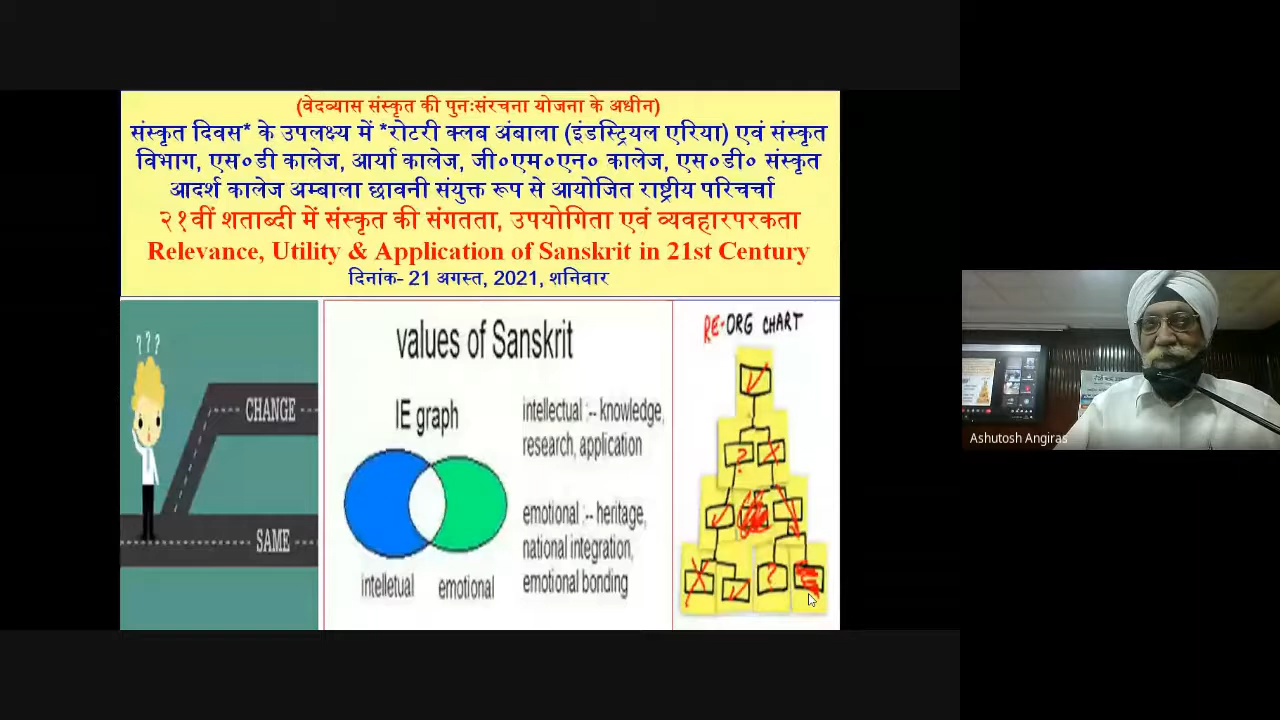 (वेदव्यास संस्कृत की पुनःसंरचना योजना के अधीन)
संस्कृत दिवस* के उपलक्ष्य में *रोटरी क्लब अंबाला (इंडस्ट्रियल एरिया) एवं संस्कृत
विभाग, एस०डी कालेज, आर्या कालेज, जी०एम०एन० कालेज, एस०डी० संस्कृत
आदर्श कालेज अम्बाला छावनी संयुक्त रूप से आयोजित राष्ट्रीय परिचर्चा
२१वीं शताब्दी में संस्कृत की संगतता, उपयोगिता एवं व्यवहारपरकता
Relevance, Utility & Application of Sanskrit in 21st Century
दिनांक- 21 अगस्त, 2021, शनिवार
???
CHANGE
SAME
values of Sanskrit
IE graph
intellectual :-- knowledge,
research, application
emotional :-- heritage,
national integration,
emotional bonding
intelletual
emotional
RE-ORG CHART
?
?
Ashutosh Angiras